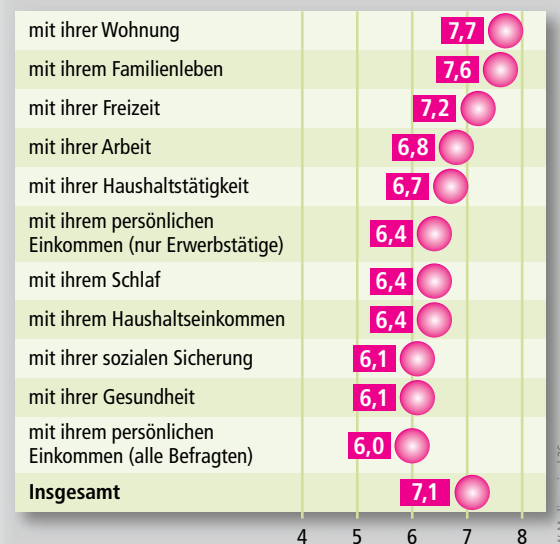 mit ihrer Wohnung 7,7
mit ihrem Familienleben 7,6
mit ihrer Freizeit 7,2
mit ihrer Arbeit 6,8
mit ihrer Haushaltstätigkeit 6,7
mit ihrem persönlichen
Einkommen (nur Erwerbstätige) 6,4
mit ihrem Schlaf 6,4
mit ihrem Haushaltseinkommen 6,4
mit ihrer sozialen Sicherung 6,1
mit ihrer Gesundheit 6,1
mit ihrem persönlichen
Einkommen (alle Befragten) 6,0
Insgesamt 7,1
4 5 6 7 8